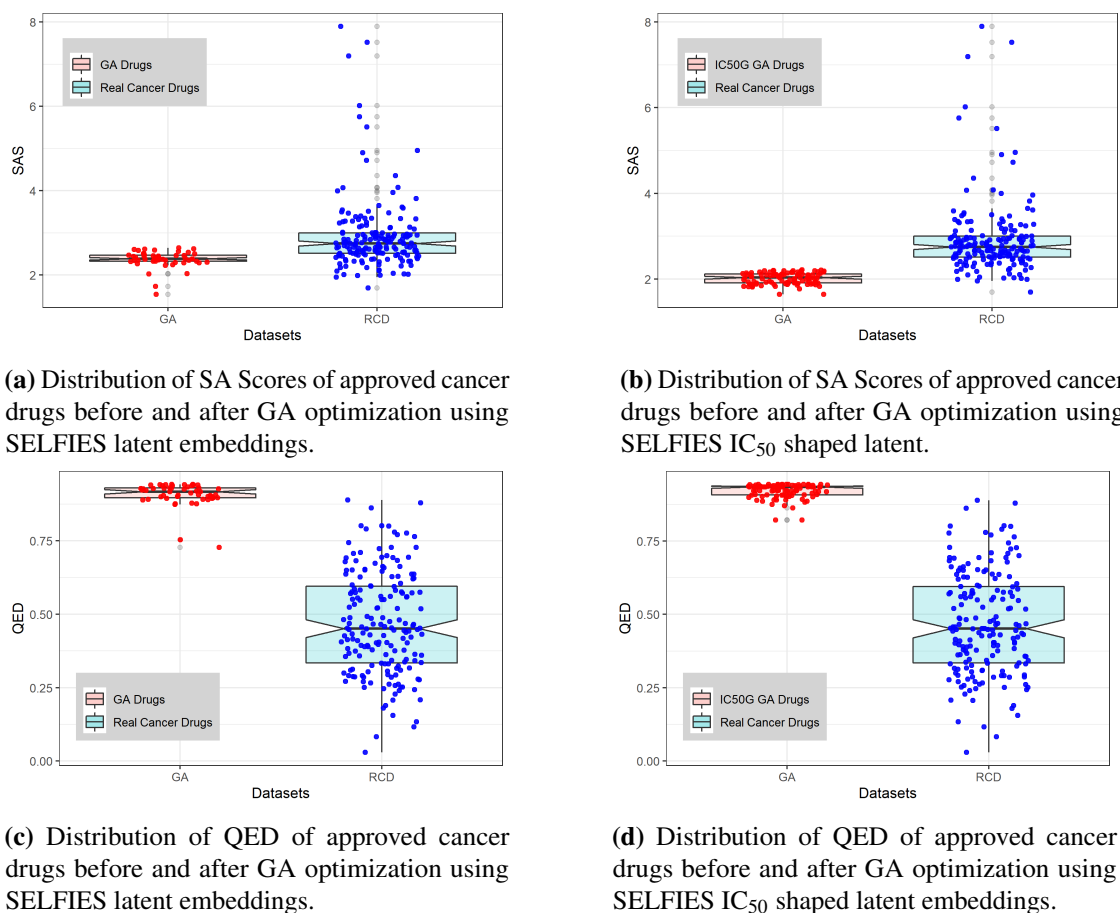 8
6
4
2
SAS
GA Drugs
Real Cancer Drugs
GA
RCD
Datasets
8
6
4
2
SAS
IC50G GA Drugs
Real Cancer Drugs
GA
RCD
Datasets
(a) Distribution of SA Scores of approved cancer
drugs before and after GA optimization using
SELFIES latent embeddings.
(b) Distribution of SA Scores of approved cancer
drugs before and after GA optimization using
SELFIES IC50 shaped latent.
0.75
0.50
0.25
0.00
QED
GA Drugs
Real Cancer Drugs
GA
RCD
Datasets
0.75
0.50
0.25
0.00
QED
IC50G GA Drugs
Real Cancer Drugs
GA
RCD
Datasets
(c) Distribution of QED of approved cancer
drugs before and after GA optimization using
SELFIES latent embeddings.
(d) Distribution of QED of approved cancer
drugs before and after GA optimization using
SELFIES IC50 shaped latent embeddings.